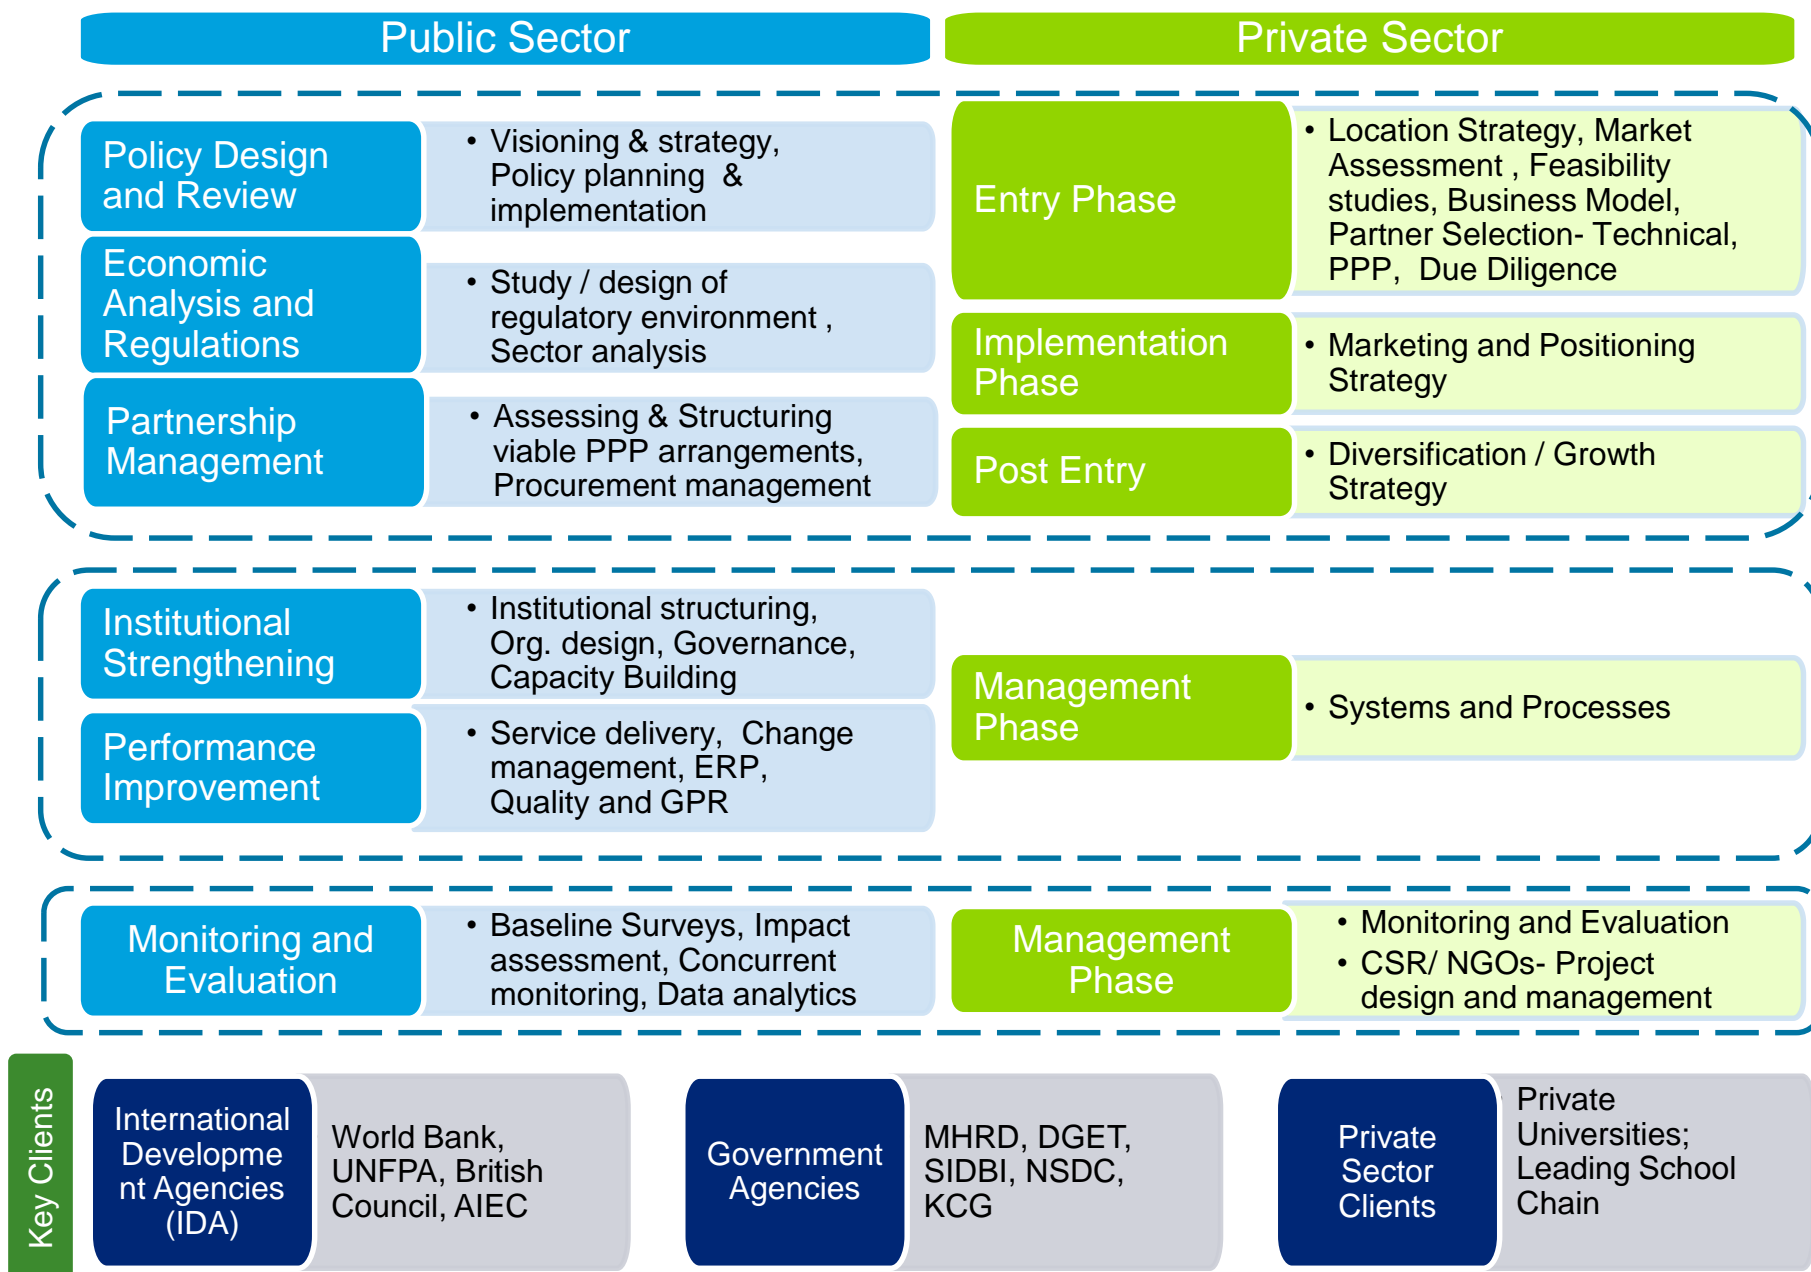 Public Sector
Private Sector
Policy Design
and Review
• Visioning & strategy,
Policy planning &
implementation
Economic
Analysis and
Regulations
• Study / design of
regulatory environment ,
Sector analysis
Partnership
Management
• Assessing & Structuring
viable PPP arrangements,
Procurement management
Entry Phase
• Location Strategy, Market
Assessment , Feasibility
studies, Business Model,
Partner Selection- Technical,
PPP, Due Diligence
Implementation
Phase
• Marketing and Positioning
Strategy
Post Entry
• Diversification / Growth
Strategy
Institutional
Strengthening
• Institutional structuring,
Org. design, Governance,
Capacity Building
Performance
Improvement
• Service delivery, Change
management, ERP,
Quality and GPR
Management
Phase
• Systems and Processes
Monitoring and
Evaluation
• Baseline Surveys, Impact
assessment, Concurrent
monitoring, Data analytics
Management
Phase
• Monitoring and Evaluation
• CSR/ NGOs- Project
design and management
Key Clients
International
Developme
nt Agencies
(IDA)
World Bank,
UNFPA, British
Council, AIEC
Government
Agencies
MHRD, DGET,
SIDBI, NSDC,
KCG
Private
Sector
Clients
• Private
Universities;
Leading School
Chain